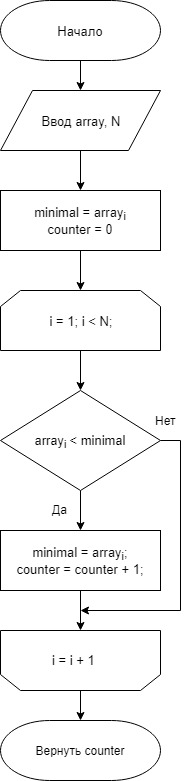 Начало
Ввод array, N
minimal = arrayᵢ
counter = 0
i = 1; i < N;
arrayᵢ < minimal
Нет
Да
minimal = arrayᵢ;
counter = counter + 1;
i = i + 1
Вернуть counter